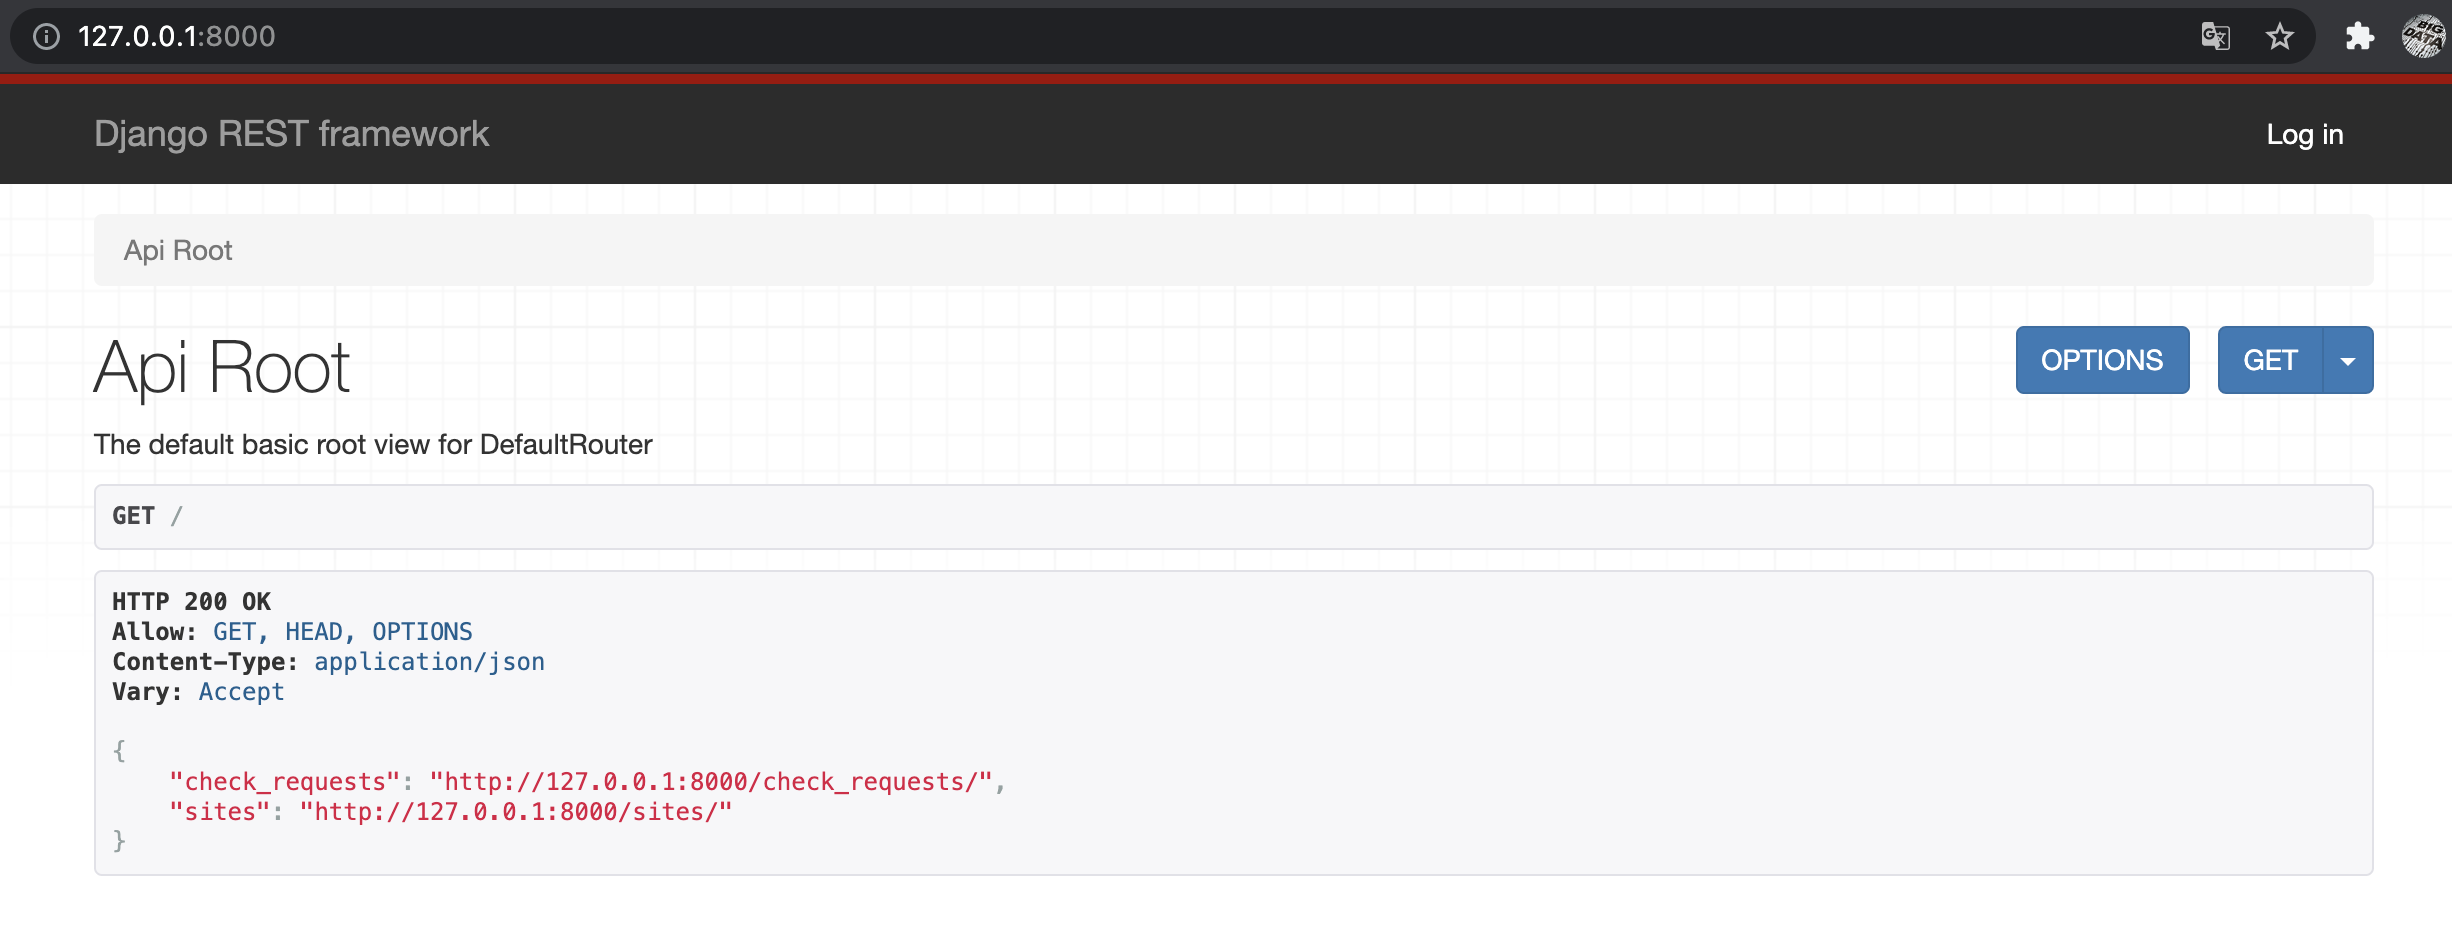 127.0.0.1:8000
Django REST framework
Log in
Api Root
Api Root
OPTIONS
GET
The default basic root view for DefaultRouter
GET /
HTTP 200 OK
Allow: GET, HEAD, OPTIONS
Content-Type: application/json
Vary: Accept
{
    "check_requests": "http://127.0.0.1:8000/check_requests/",
    "sites": "http://127.0.0.1:8000/sites/"
}
BIG
DATA